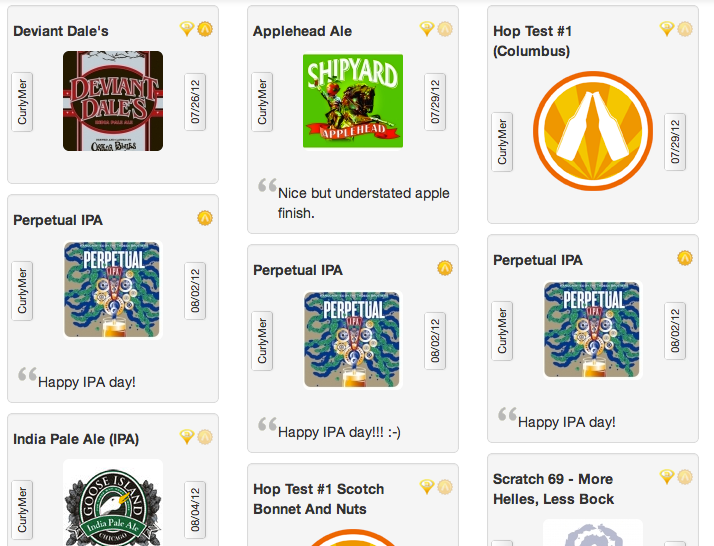 Deviant Dale's
CurlyMer
DEVIANT
DALE'S
INDIA PALE ALE
OSKAR BLUES
07/26/12
Applehead Ale
CurlyMer
SHIPYARD
APPLEHEAD
07/29/12
Nice but understated apple
finish.
Hop Test #1
(Columbus)
CurlyMer
07/29/12
Perpetual IPA
CurlyMer
PERPETUAL
IPA
08/02/12
Happy IPA day!
Perpetual IPA
CurlyMer
PERPETUAL
IPA
08/02/12
Happy IPA day!!! :-)
Perpetual IPA
CurlyMer
PERPETUAL
IPA
08/02/12
Happy IPA day!
India Pale Ale (IPA)
CurlyMer
GOOSE ISLAND
India Pale Ale
CHICAGO
08/04/12
Hop Test #1 Scotch
Bonnet And Nuts
Scratch 69 - More
Helles, Less Bock